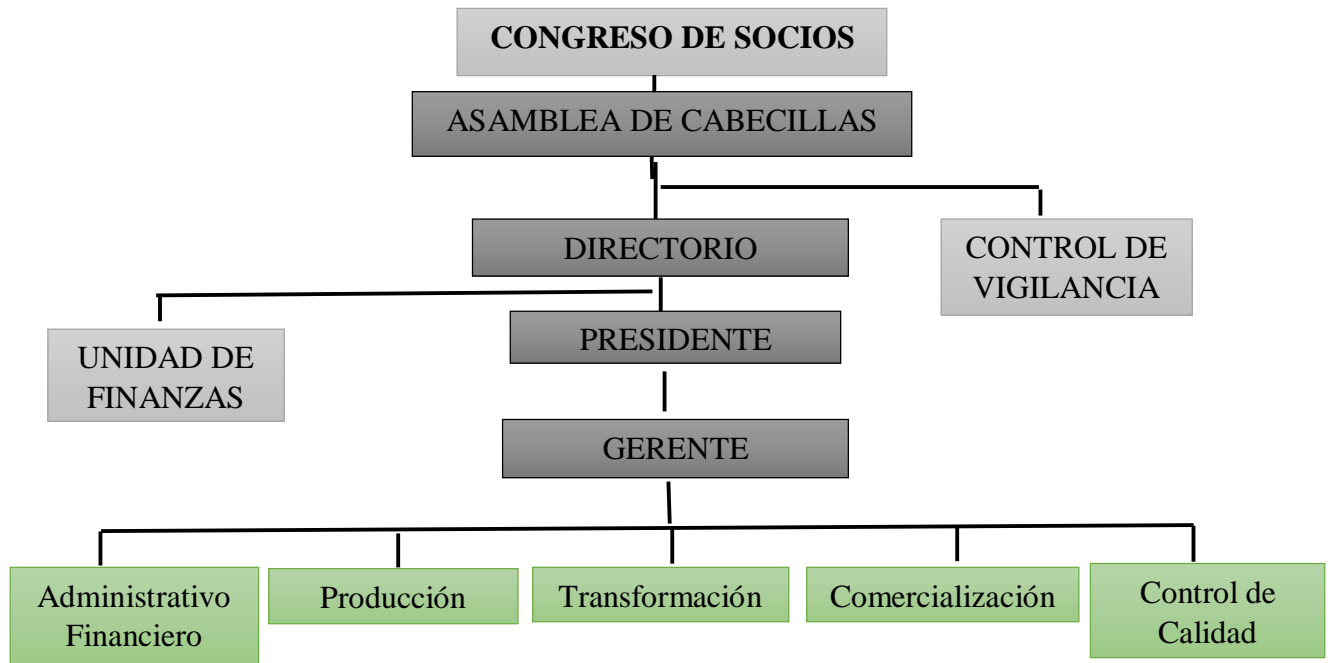 CONGRESO DE SOCIOS
ASAMBLEA DE CABECILLAS
DIRECTORIO
CONTROL DE
VIGILANCIA
UNIDAD DE
FINANZAS
PRESIDENTE
GERENTE
Administrativo
Financiero
Producción
Transformación
Comercialización
Control de
Calidad